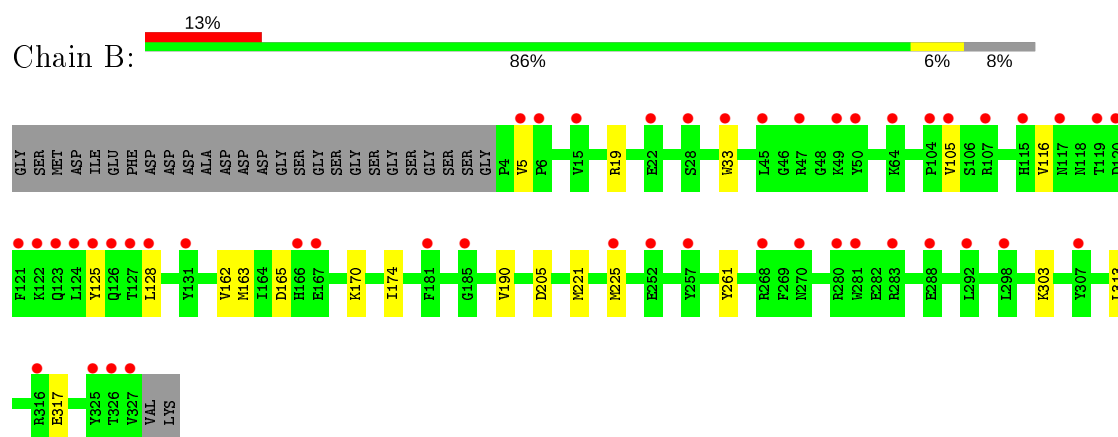 Chain B:
13%
86% 6% 8%
GLY SER MET ASP ILE GLU PHE ASP ASP ASP ALA ASP ASP ASP GLY SER GLY SER GLY SER GLY SER GLY SER SER GLY P4 V5 P6 V15 R19 E22 S28 W33 L45 G46 R47 G48 K49 Y50 K64 P104 V105 S106 R107 H115 V116 N117 N118 T119 D120
F121 K122 Q123 L124 Y125 Q126 T127 L128 Y131 V162 M163 I164 D165 H166 E167 K170 I174 F181 G185 V190 D205 M221 M225 E252 Y257 Y261 R268 F269 N270 R280 W281 E282 R283 E288 L292 L298 K303 Y307 L313
R316 E317 Y325 T326 V327 VAL LYS